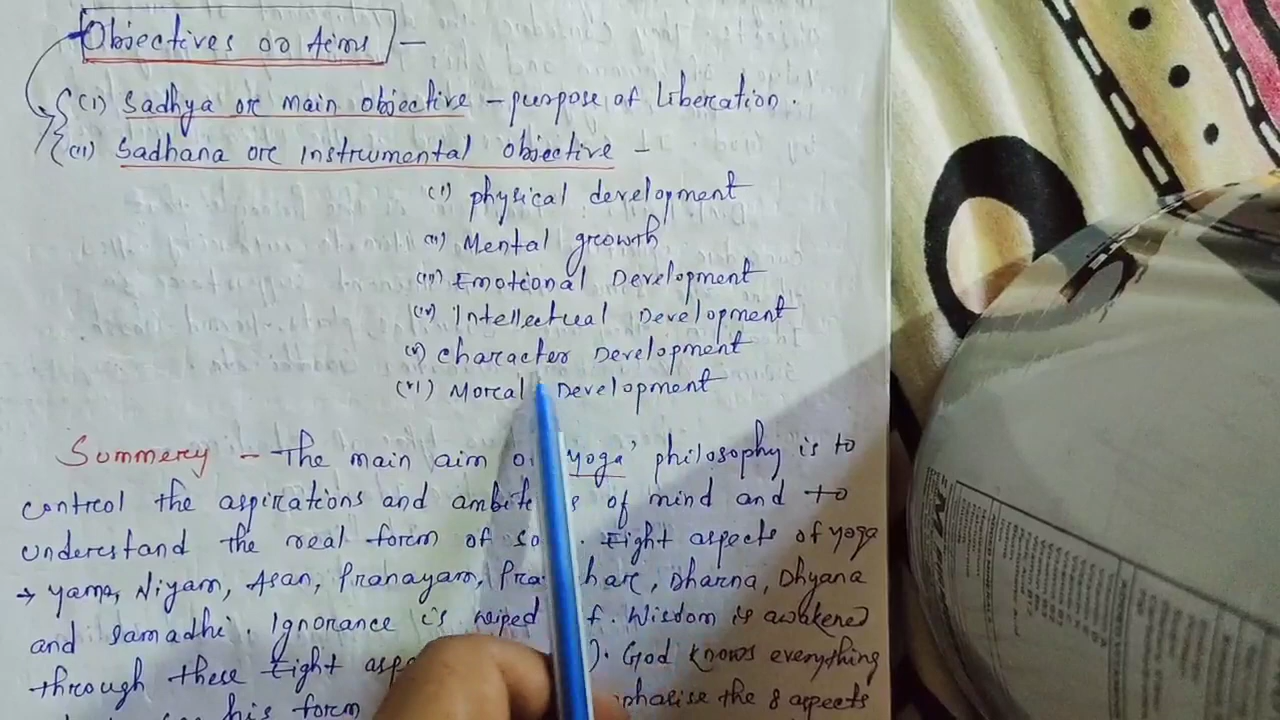 Objectives or Aims -
(i) Sadhya or main objective - purpose of Liberation.
(ii) Sadhana or instrumental objective -
(i) physical development
(ii) Mental growth
(iii) Emotional Development
(iv) Intellectual Development
(v) character Development
(vi) Moral Development
Summery - The main aim yoga' philosophy is to
control the aspirations and of mind and to
understand the real form of Eight aspects of yoga
→ yama, Niyam, Asan, Pranayam, Dharna, Dhyana
and Samadhi. Ignorance is wiped Wisdom is awakened
through these Eight God knows everything
his form the 8 aspects